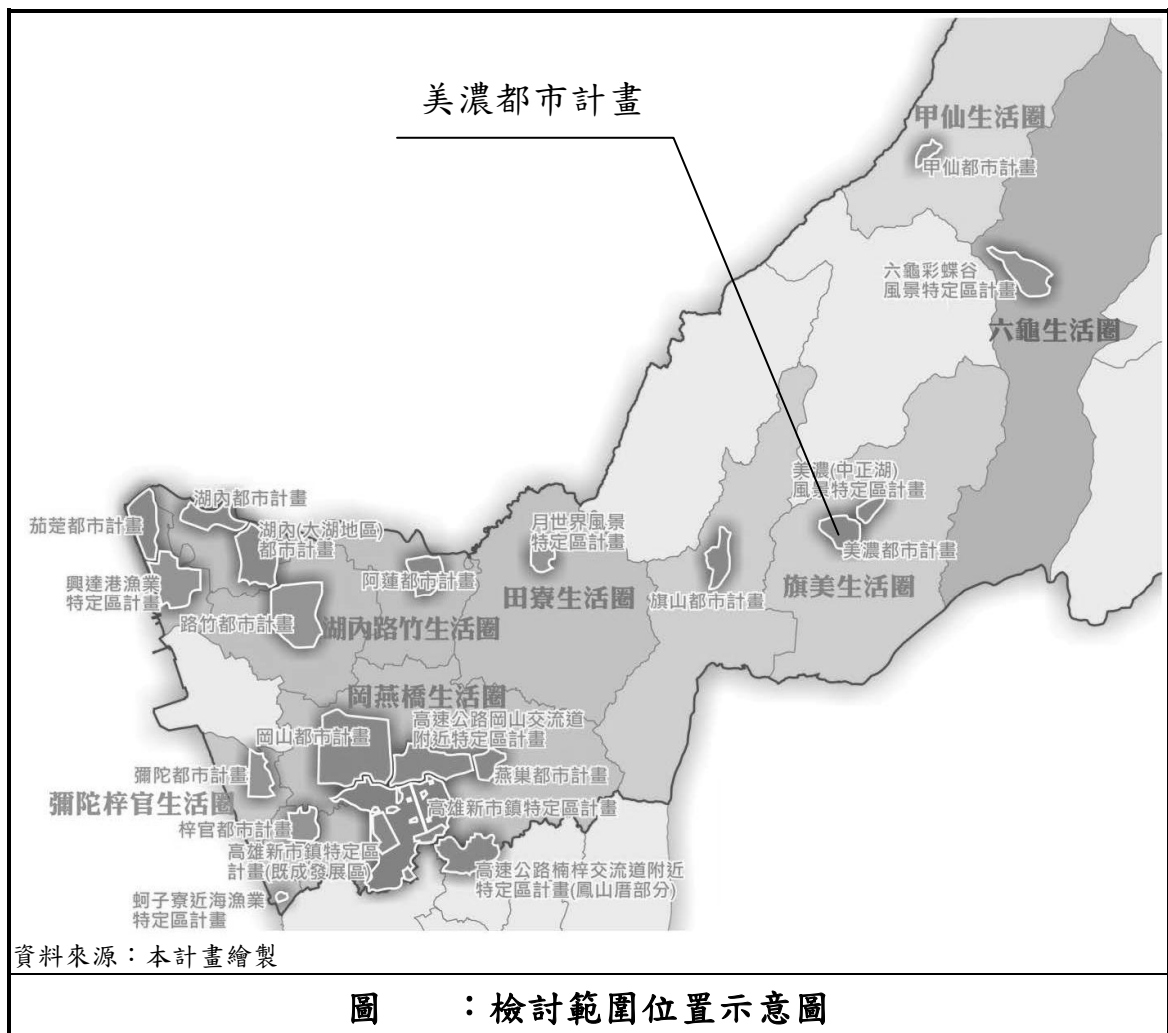 美濃都市計畫
甲仙生活圈
甲仙都市計畫
六龜彩蝶谷
風景特定區計畫
六龜生活圈
美濃(中正湖)
風景特定區計畫
美濃都市計畫
旗美生活圈
旗山都市計畫
月世界風景
特定區計畫
田寮生活圈
湖內都市計畫
茄萣都市計畫
湖內(大湖地區)
都市計畫
興達港漁業
特定區計畫
阿蓮都市計畫
路竹都市計畫
湖內路竹生活圈
岡燕橋生活圈
岡山都市計畫
高速公路岡山交流道
附近特定區計畫
燕巢都市計畫
彌陀都市計畫
彌陀梓官生活圈
高雄新市鎮特定區計畫
梓官都市計畫
高雄新市鎮特定區
計畫(既成發展區)
高速公路楠梓交流道附近
特定區計畫(鳳山厝部分)
蚵子寮近海漁業
特定區計畫
資料來源：本計畫繪製
圖　　：檢討範圍位置示意圖